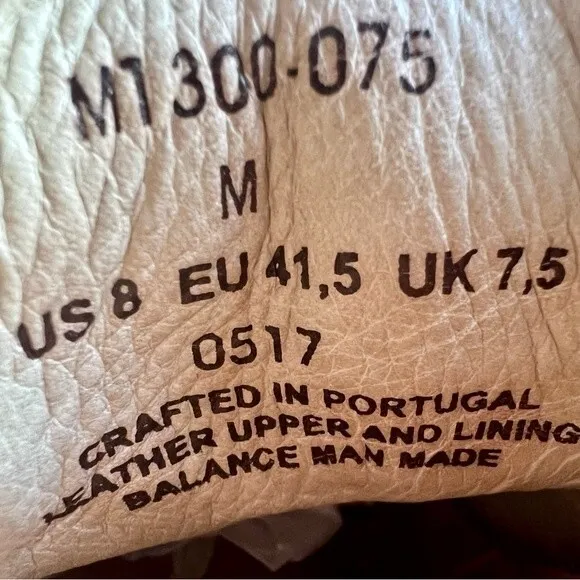 M1300-075
M
US 8 EU 41,5 UK 7,5
0517
CRAFTED IN PORTUGAL
LEATHER UPPER AND LINING
BALANCE MAN MADE